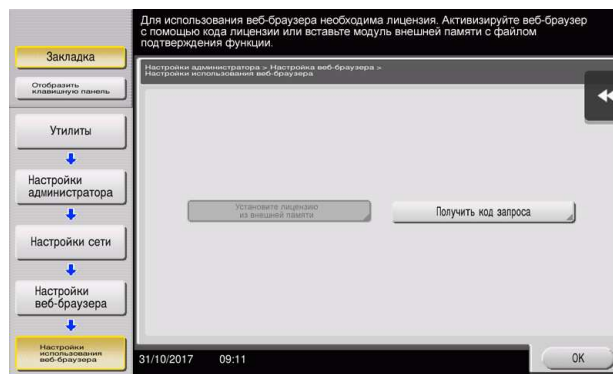 Для использования веб-браузера необходима лицензия. Активизируйте веб-браузер
с помощью кода лицензии или вставьте модуль внешней памяти с файлом
подтверждения функции.
Закладка
Отобразить
клавишную панель
Утилиты
Настройки
администратора
Настройки сети
Настройки
веб-браузера
Настройки
использования
веб-браузера
Настройки администратора > Настройка веб-браузера >
Настройки использования веб-браузера
Установите лицензию
из внешней памяти
Получить код запроса
31/10/2017 09:11
OK